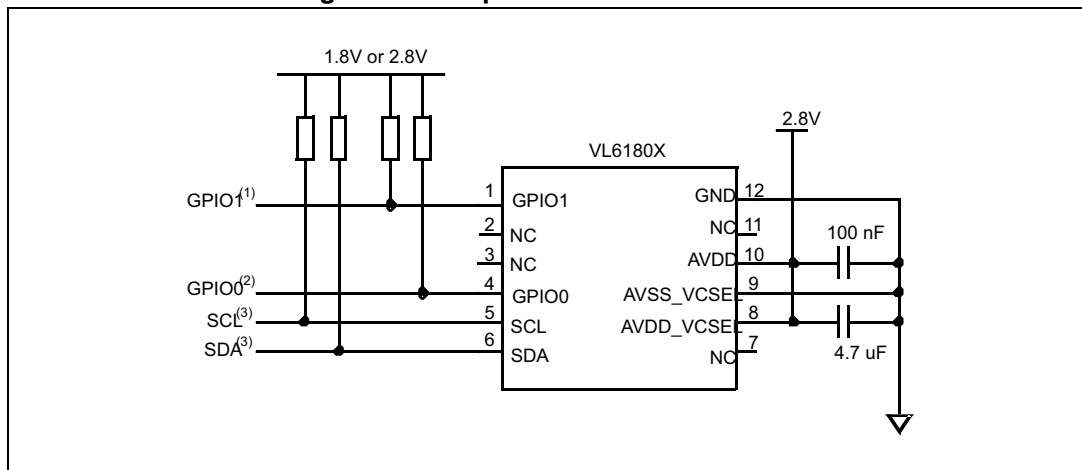 1.8V or 2.8V
2.8V
VL6180X
GPIO1(1)
1
GPIO1
GND
12
2
NC
NC
11
100 nF
3
NC
AVDD
10
GPIO0(2)
4
GPIO0
AVSS_VCSEL
9
SCL(3)
5
SCL
AVDD_VCSEL
8
SDA(3)
6
SDA
NC
7
4.7 uF